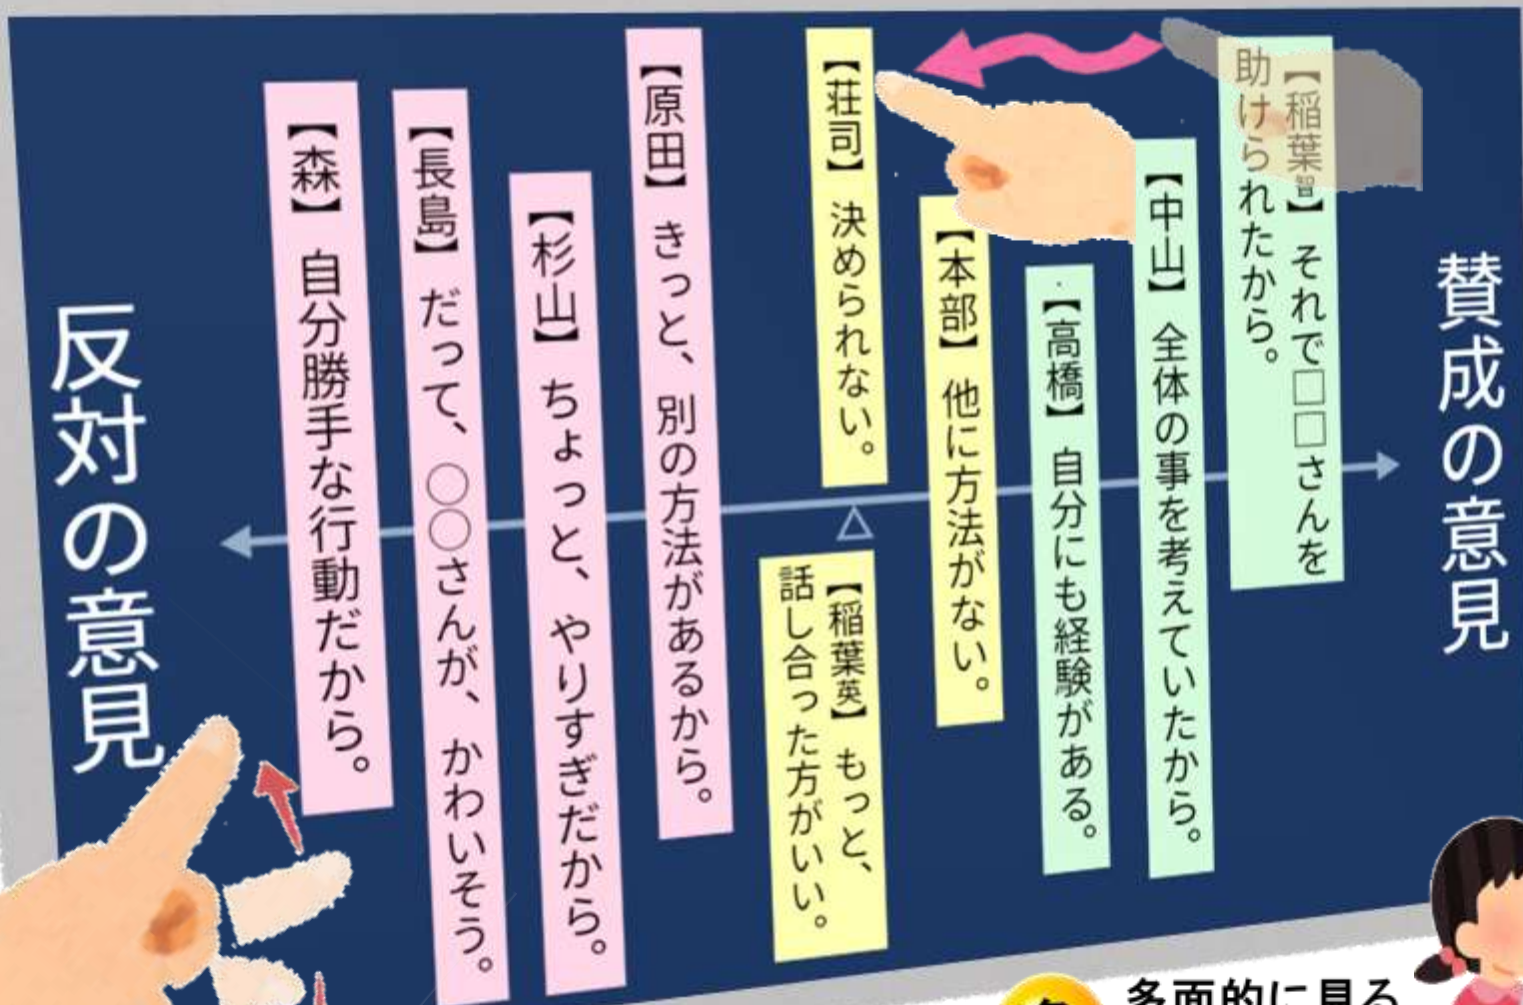 賛成の意見
【稲葉智】それで□□さんを
助けられたから。
【中山】全体の事を考えていたから。
【高橋】自分にも経験がある。
【本部】他に方法がない。
【荘司】決められない。
△
【稲葉英】もっと、
話し合った方がいい。
【原田】きっと、別の方法があるから。
【杉山】ちょっと、やりすぎだから。
【長島】だって、○○さんが、かわいそう。
【森】自分勝手な行動だから。
反対の意見
多面的に見る